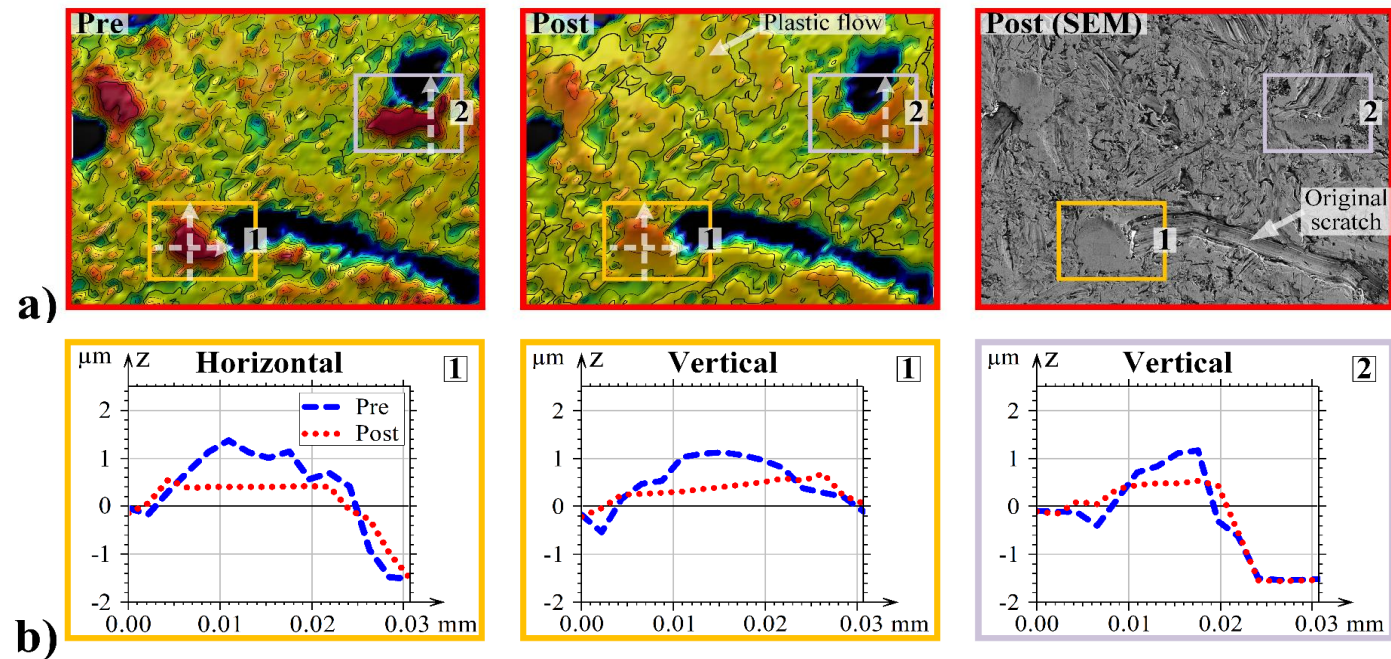 Pre
2
1
Post
Plastic flow
2
1
Post (SEM)
2
Original
scratch
1
a)
µm
z
Horizontal
1
Pre
Post
2
1
0
-1
-2
0.00
0.01
0.02
0.03
mm
µm
z
Vertical
1
2
1
0
-1
-2
0.00
0.01
0.02
0.03
mm
µm
z
Vertical
2
2
1
0
-1
-2
0.00
0.01
0.02
0.03
mm
b)